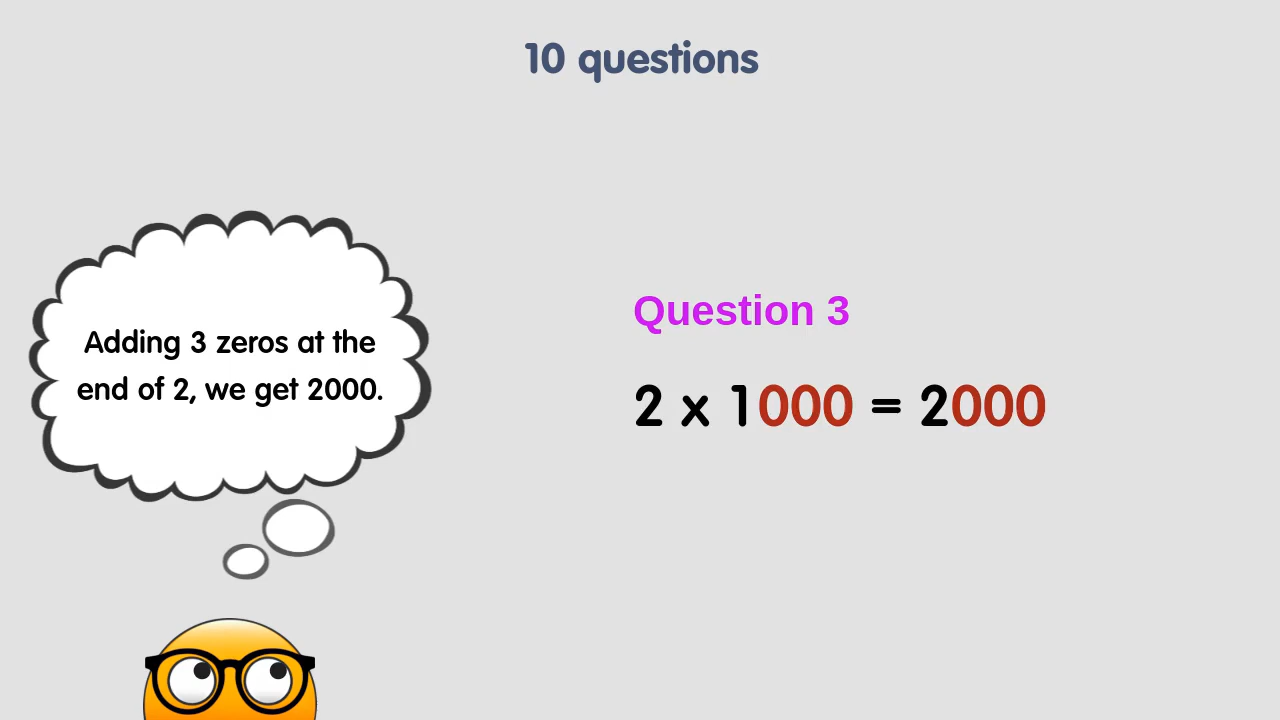 10 questions
Adding 3 zeros at the
end of 2, we get 2000.
Question 3
2 x 1000 = 2000